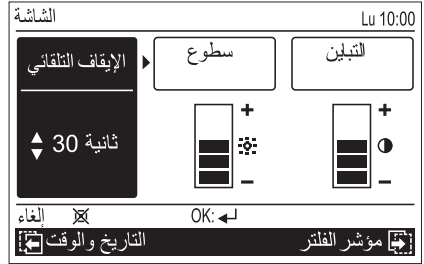 الشاشة
Lu 10:00
التباين
سطوع
الإيقاف التلقائي
30 ثانية
+ +
- -
OK:
إلغاء
مؤشر الفلتر
التاريخ والوقت